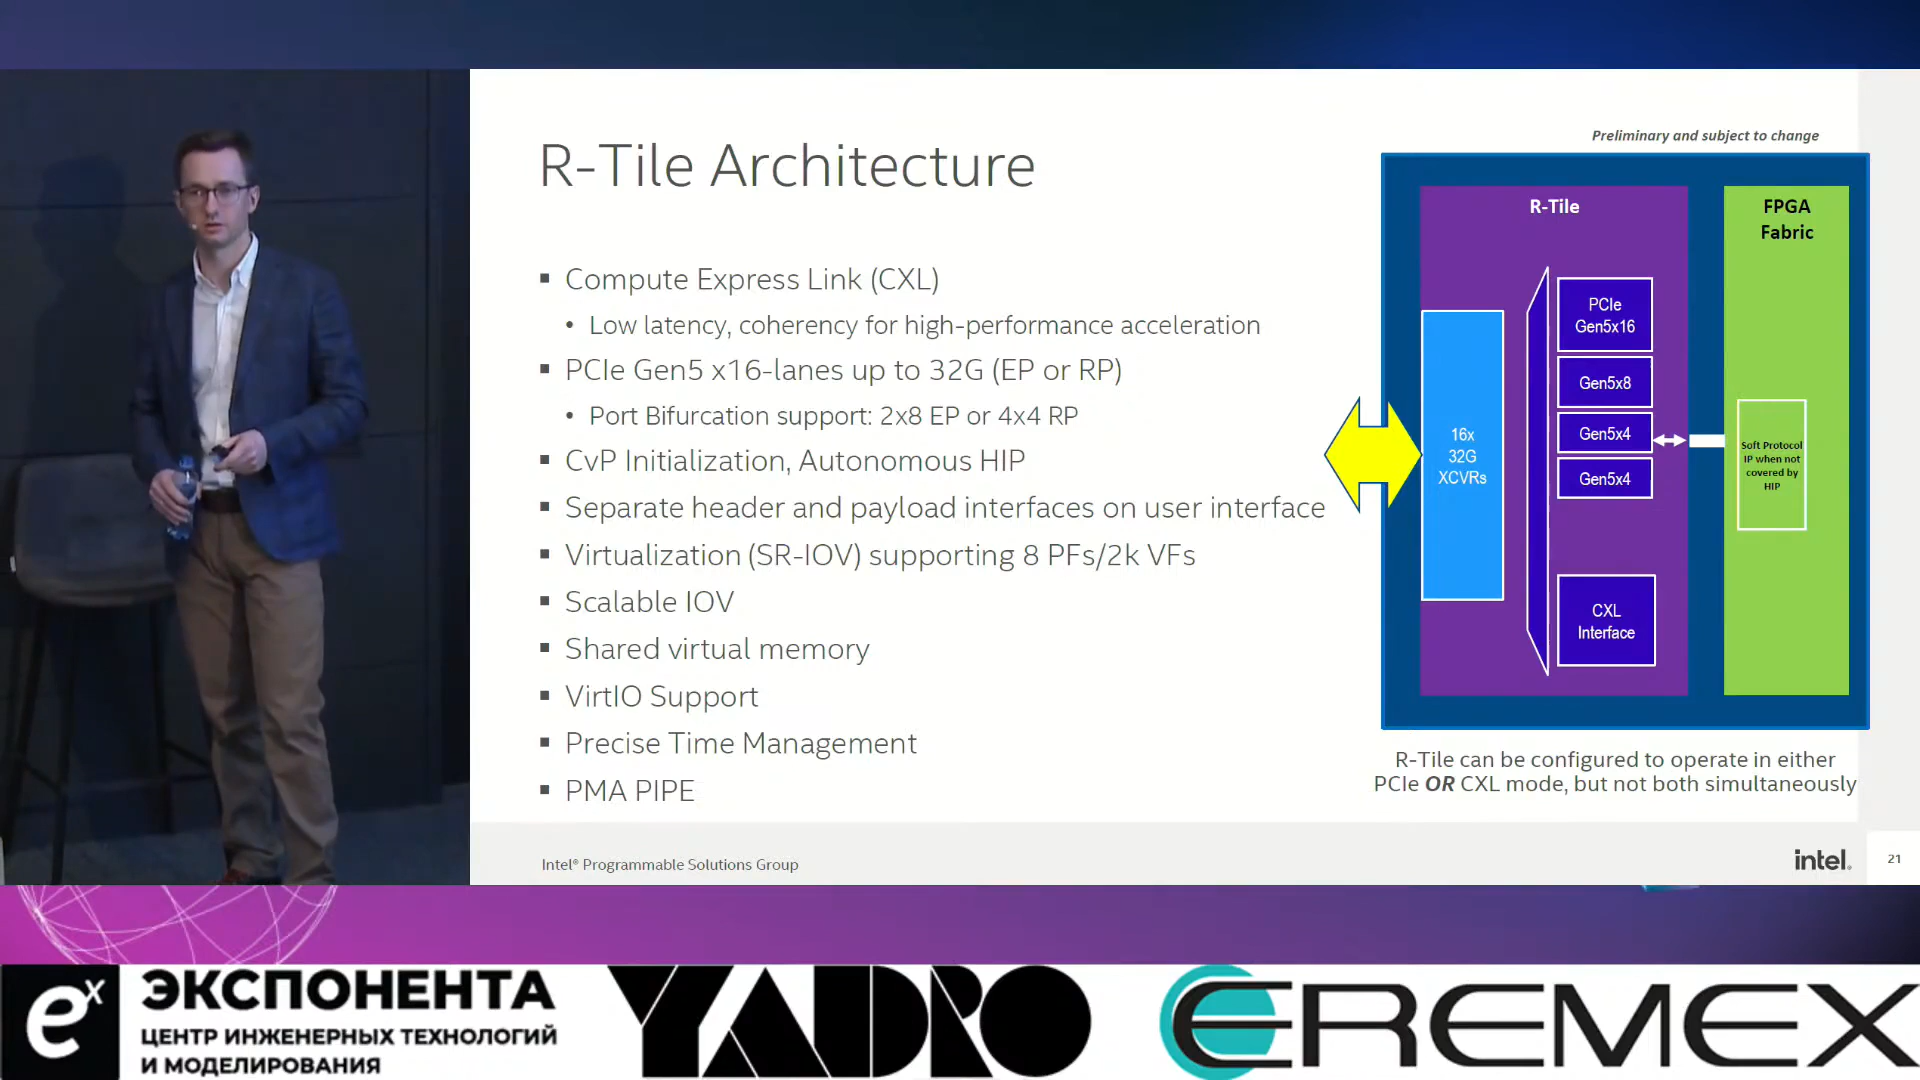 Preliminary and subject to change
R-Tile Architecture
▪ Compute Express Link (CXL)
• Low latency, coherency for high-performance acceleration
▪ PCIe Gen5 x16-lanes up to 32G (EP or RP)
• Port Bifurcation support: 2x8 EP or 4x4 RP
▪ CvP Initialization, Autonomous HIP
▪ Separate header and payload interfaces on user interface
▪ Virtualization (SR-IOV) supporting 8 PFs/2k VFs
▪ Scalable IOV
▪ Shared virtual memory
▪ VirtIO Support
▪ Precise Time Management
▪ PMA PIPE
R-Tile
FPGA
Fabric
PCIe
Gen5x16
Gen5x8
Gen5x4
Gen5x4
16x
32G
XCVRs
Soft Protocol
IP when not
covered by
HIP
CXL
Interface
R-Tile can be configured to operate in either
PCIe OR CXL mode, but not both simultaneously
Intel® Programmable Solutions Group
intel.
21
ex
ЭКСПОНЕНТА
ЦЕНТР ИНЖЕНЕРНЫХ ТЕХНОЛОГИЙ
И МОДЕЛИРОВАНИЯ
YADRO
EREMEX